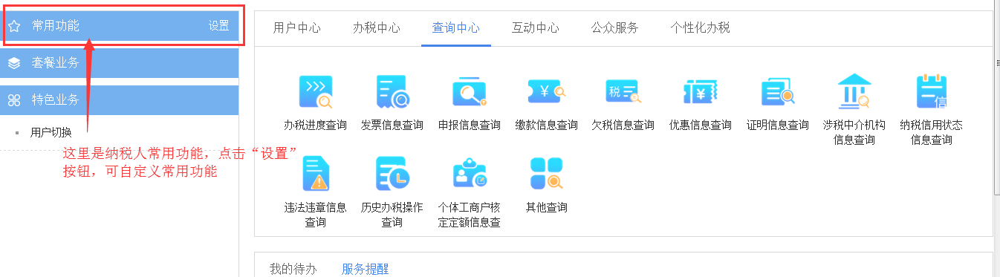 常用功能 设置
套餐业务
特色业务
用户切换
这里是纳税人常用功能，点击“设置”
按钮，可自定义常用功能
用户中心 办税中心 查询中心 互动中心 公众服务 个性化办税
办税进度查询 发票信息查询 申报信息查询 缴款信息查询 欠税信息查询 优惠信息查询 证明信息查询 涉税中介机构 纳税信用状态
信息查询 信息查询
违法违章信息 历史办税操作 个体工商户核 其他查询
查询 查询 定定额信息查
我的待办 服务提醒